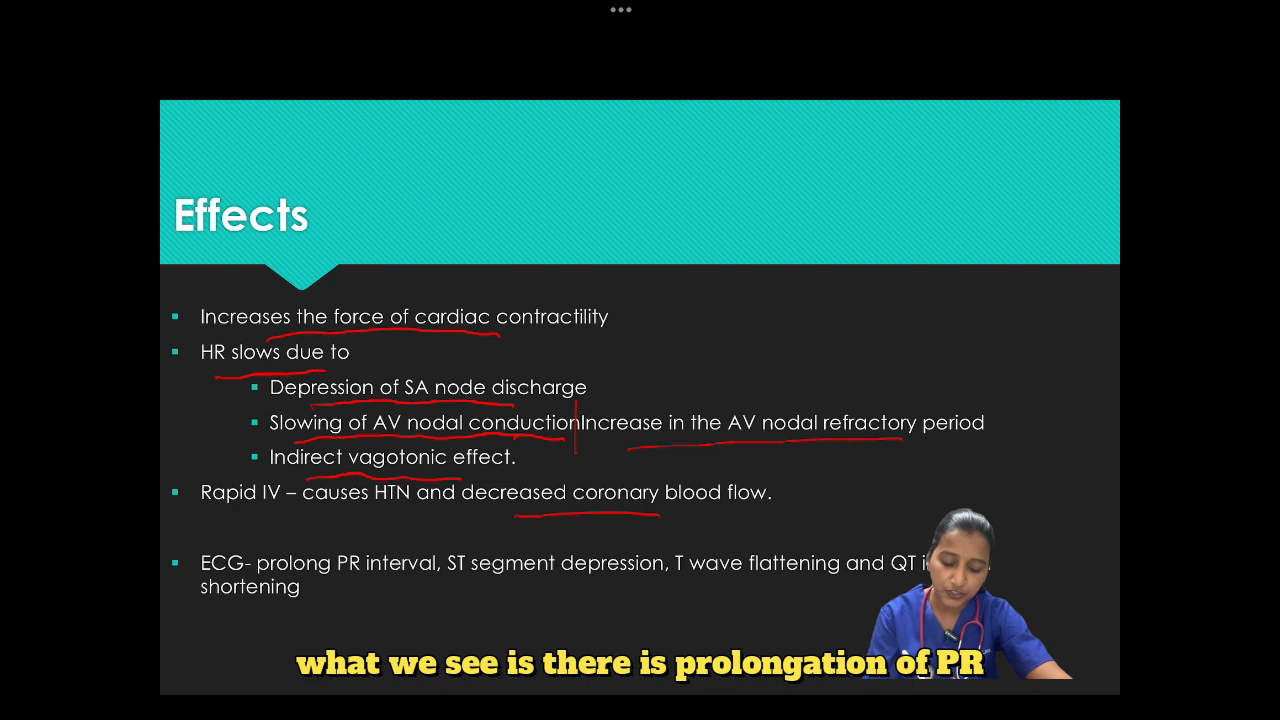 Effects
Increases the force of cardiac contractility
HR slows due to
Depression of SA node discharge
Slowing of AV nodal conductionIncrease in the AV nodal refractory period
Indirect vagotonic effect.
Rapid IV – causes HTN and decreased coronary blood flow.
ECG- prolong PR interval, ST segment depression, T wave flattening and QT
shortening
what we see is there is prolongation of PR